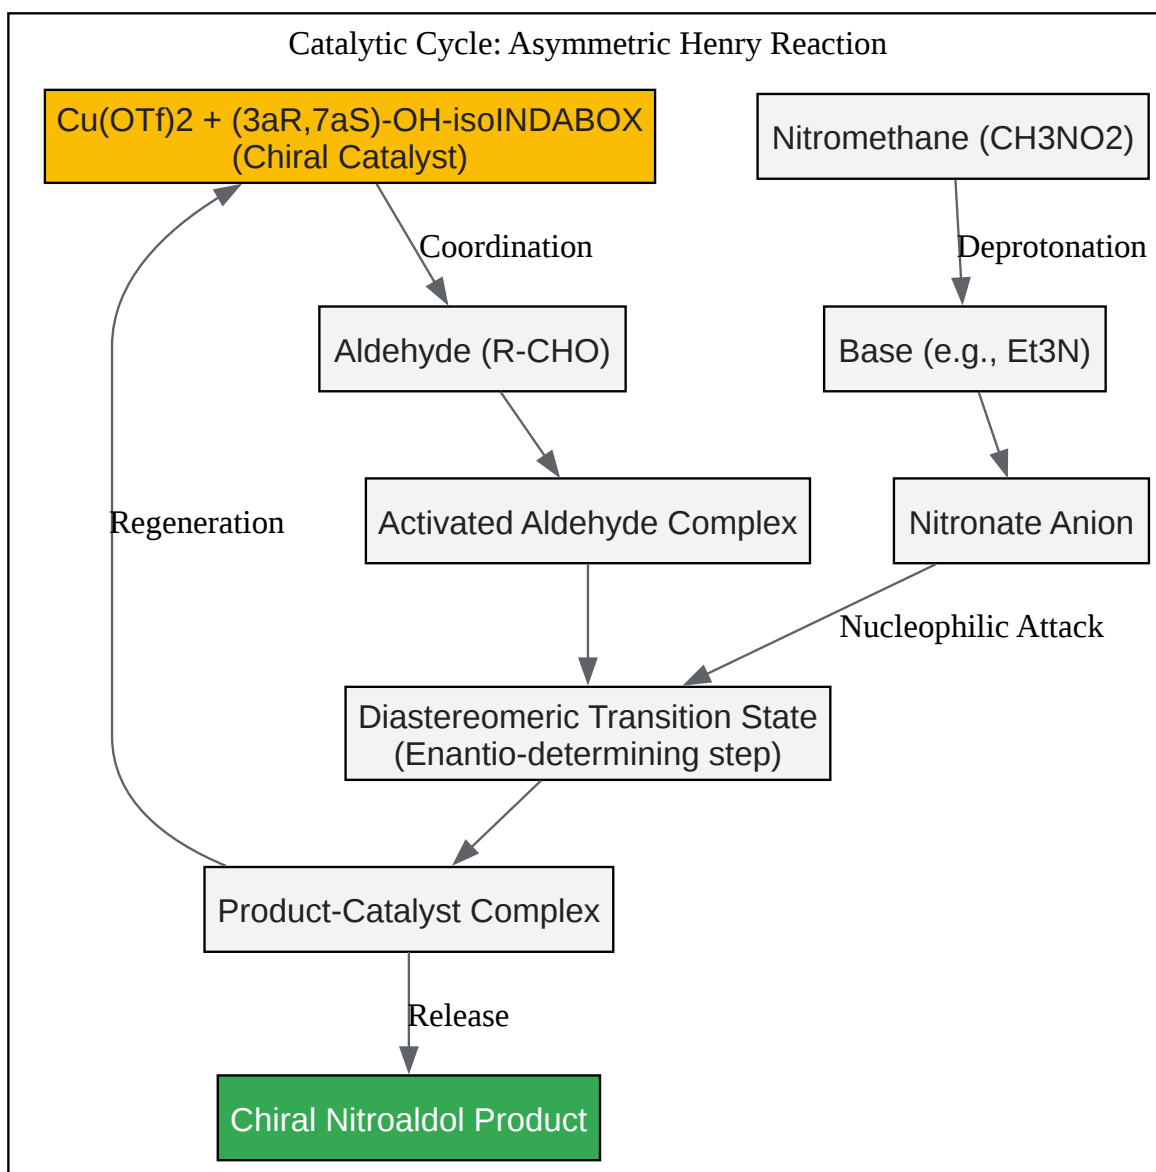 Catalytic Cycle: Asymmetric Henry Reaction
Cu(OTf)2 + (3aR,7aS)-OH-isoINDABOX
(Chiral Catalyst)
Nitromethane (CH3NO2)
Coordination
Deprotonation
Aldehyde (R-CHO)
Base (e.g., Et3N)
Regeneration
Activated Aldehyde Complex
Nitronate Anion
Nucleophilic Attack
Diastereomeric Transition State
(Enantio-determining step)
Product-Catalyst Complex
Release
Chiral Nitroaldol Product